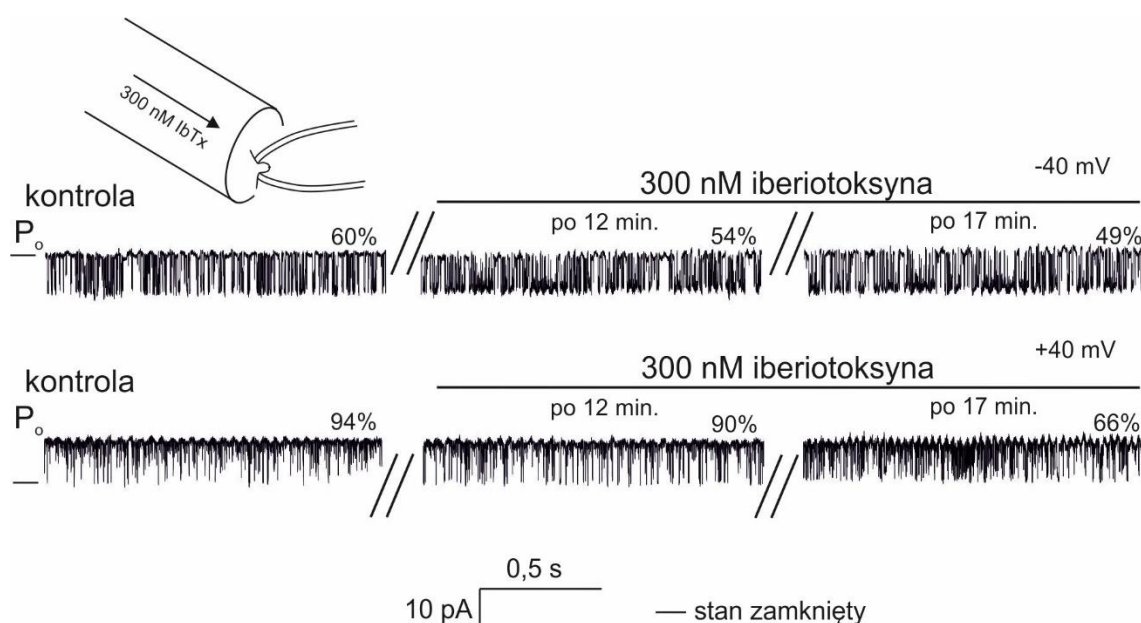 300 nM IbTx
-40 mV
kontrola
300 nM iberiotoksyna
Po
60%
po 12 min.
54%
po 17 min.
49%
+40 mV
kontrola
300 nM iberiotoksyna
Po
94%
po 12 min.
90%
po 17 min.
66%
0,5 s
10 pA
— stan zamknięty